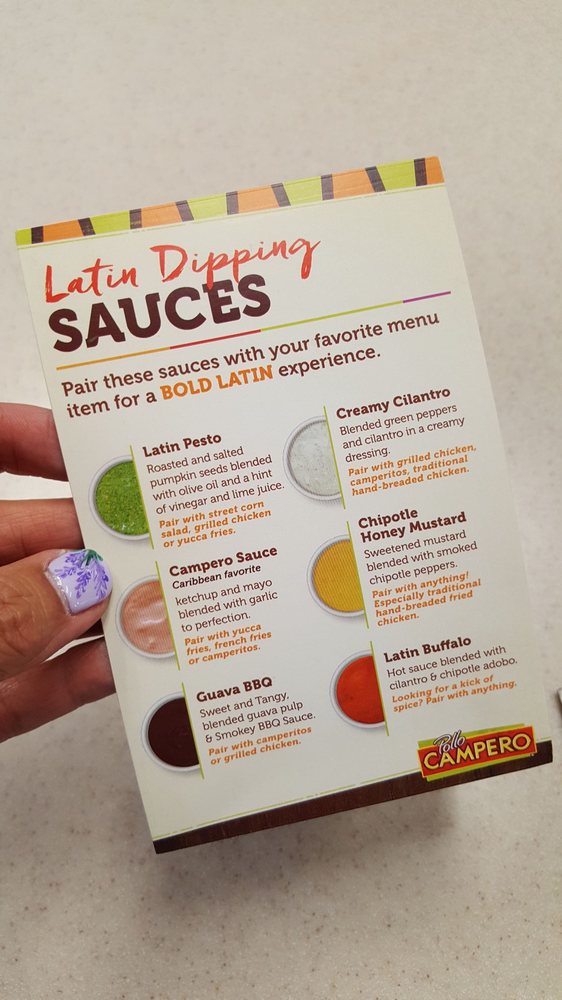 Latin Dipping
SAUCES
Pair these sauces with your favorite menu
item for a BOLD LATIN experience.
Latin Pesto
Roasted and salted
pumpkin seeds blended
with olive oil and a hint
of vinegar and lime juice.
Pair with street corn
salad, grilled chicken
or yucca fries.
Campero Sauce
Caribbean favorite
ketchup and mayo
blended with garlic
to perfection.
Pair with yucca
fries, french fries
or camperitos.
Guava BBQ
Sweet and Tangy,
blended guava pulp
& Smokey BBQ Sauce.
Pair with camperitos
or grilled chicken.
Creamy Cilantro
Blended green peppers
and cilantro in a creamy
dressing.
Pair with grilled chicken,
camperitos, traditional
hand-breaded chicken.
Chipotle
Honey Mustard
Sweetened mustard
blended with smoked
chipotle peppers.
Pair with anything!
Especially traditional
hand-breaded fried
chicken.
Latin Buffalo
Hot sauce blended with
cilantro & chipotle adobo.
Looking for a kick of
spice? Pair with anything.
Pollo
CAMPERO